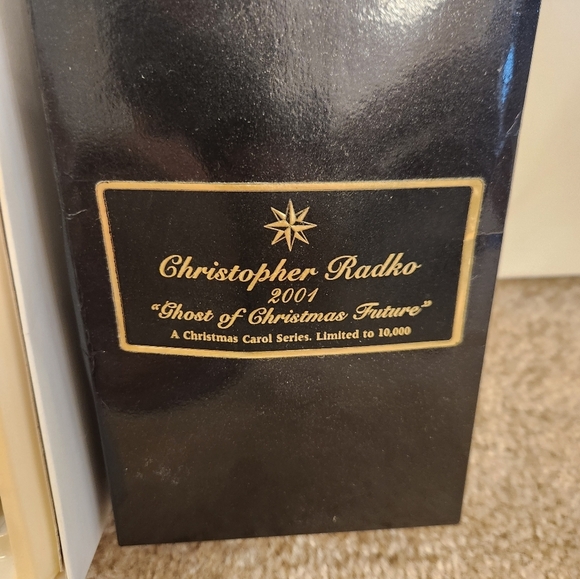 Christopher Radko
2001
"Ghost of Christmas Future"
A Christmas Carol Series. Limited to 10,000